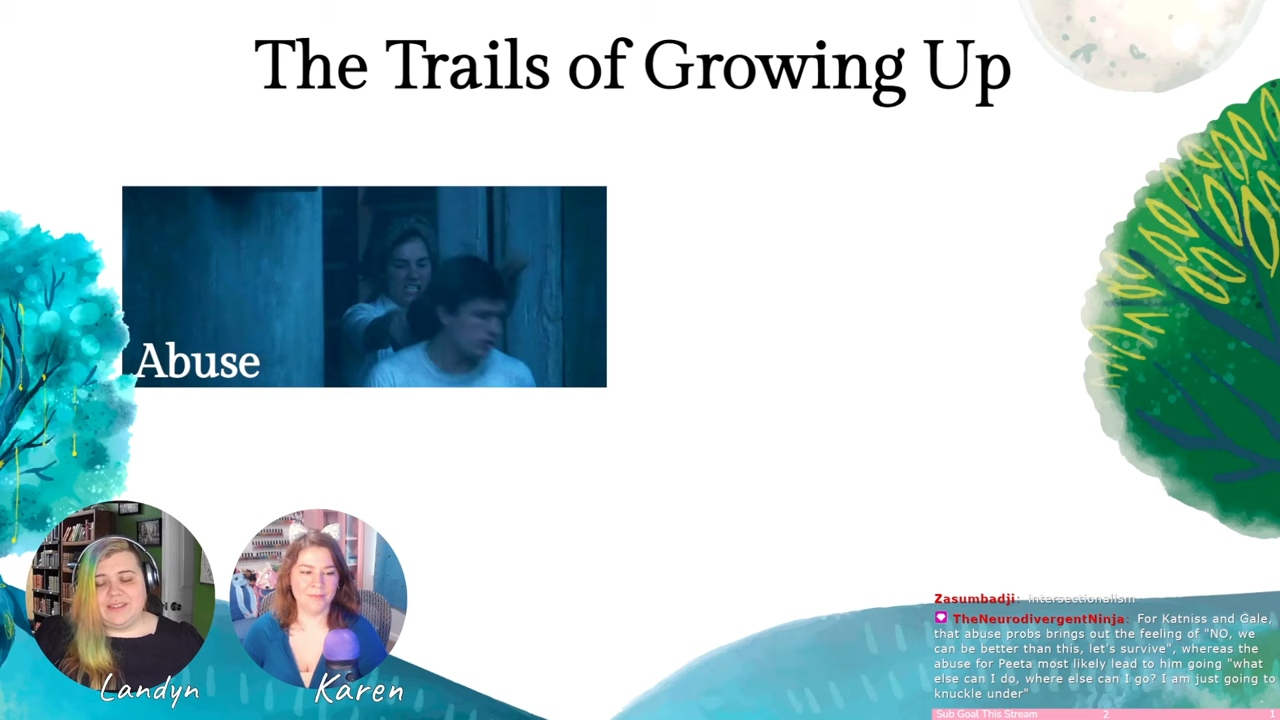 The Trails of Growing Up
Abuse
Landyn
Karen
Zasumbadji: intersectionalism
TheNeurodivergentNinja: For Katniss and Gale,
that abuse probs brings out the feeling of "NO, we
can be better than this, let's survive", whereas the
abuse for Peeta most likely lead to him going "what
else can I do, where else can I go? I am just going to
knuckle under"
Sub Goal This Stream 2 1